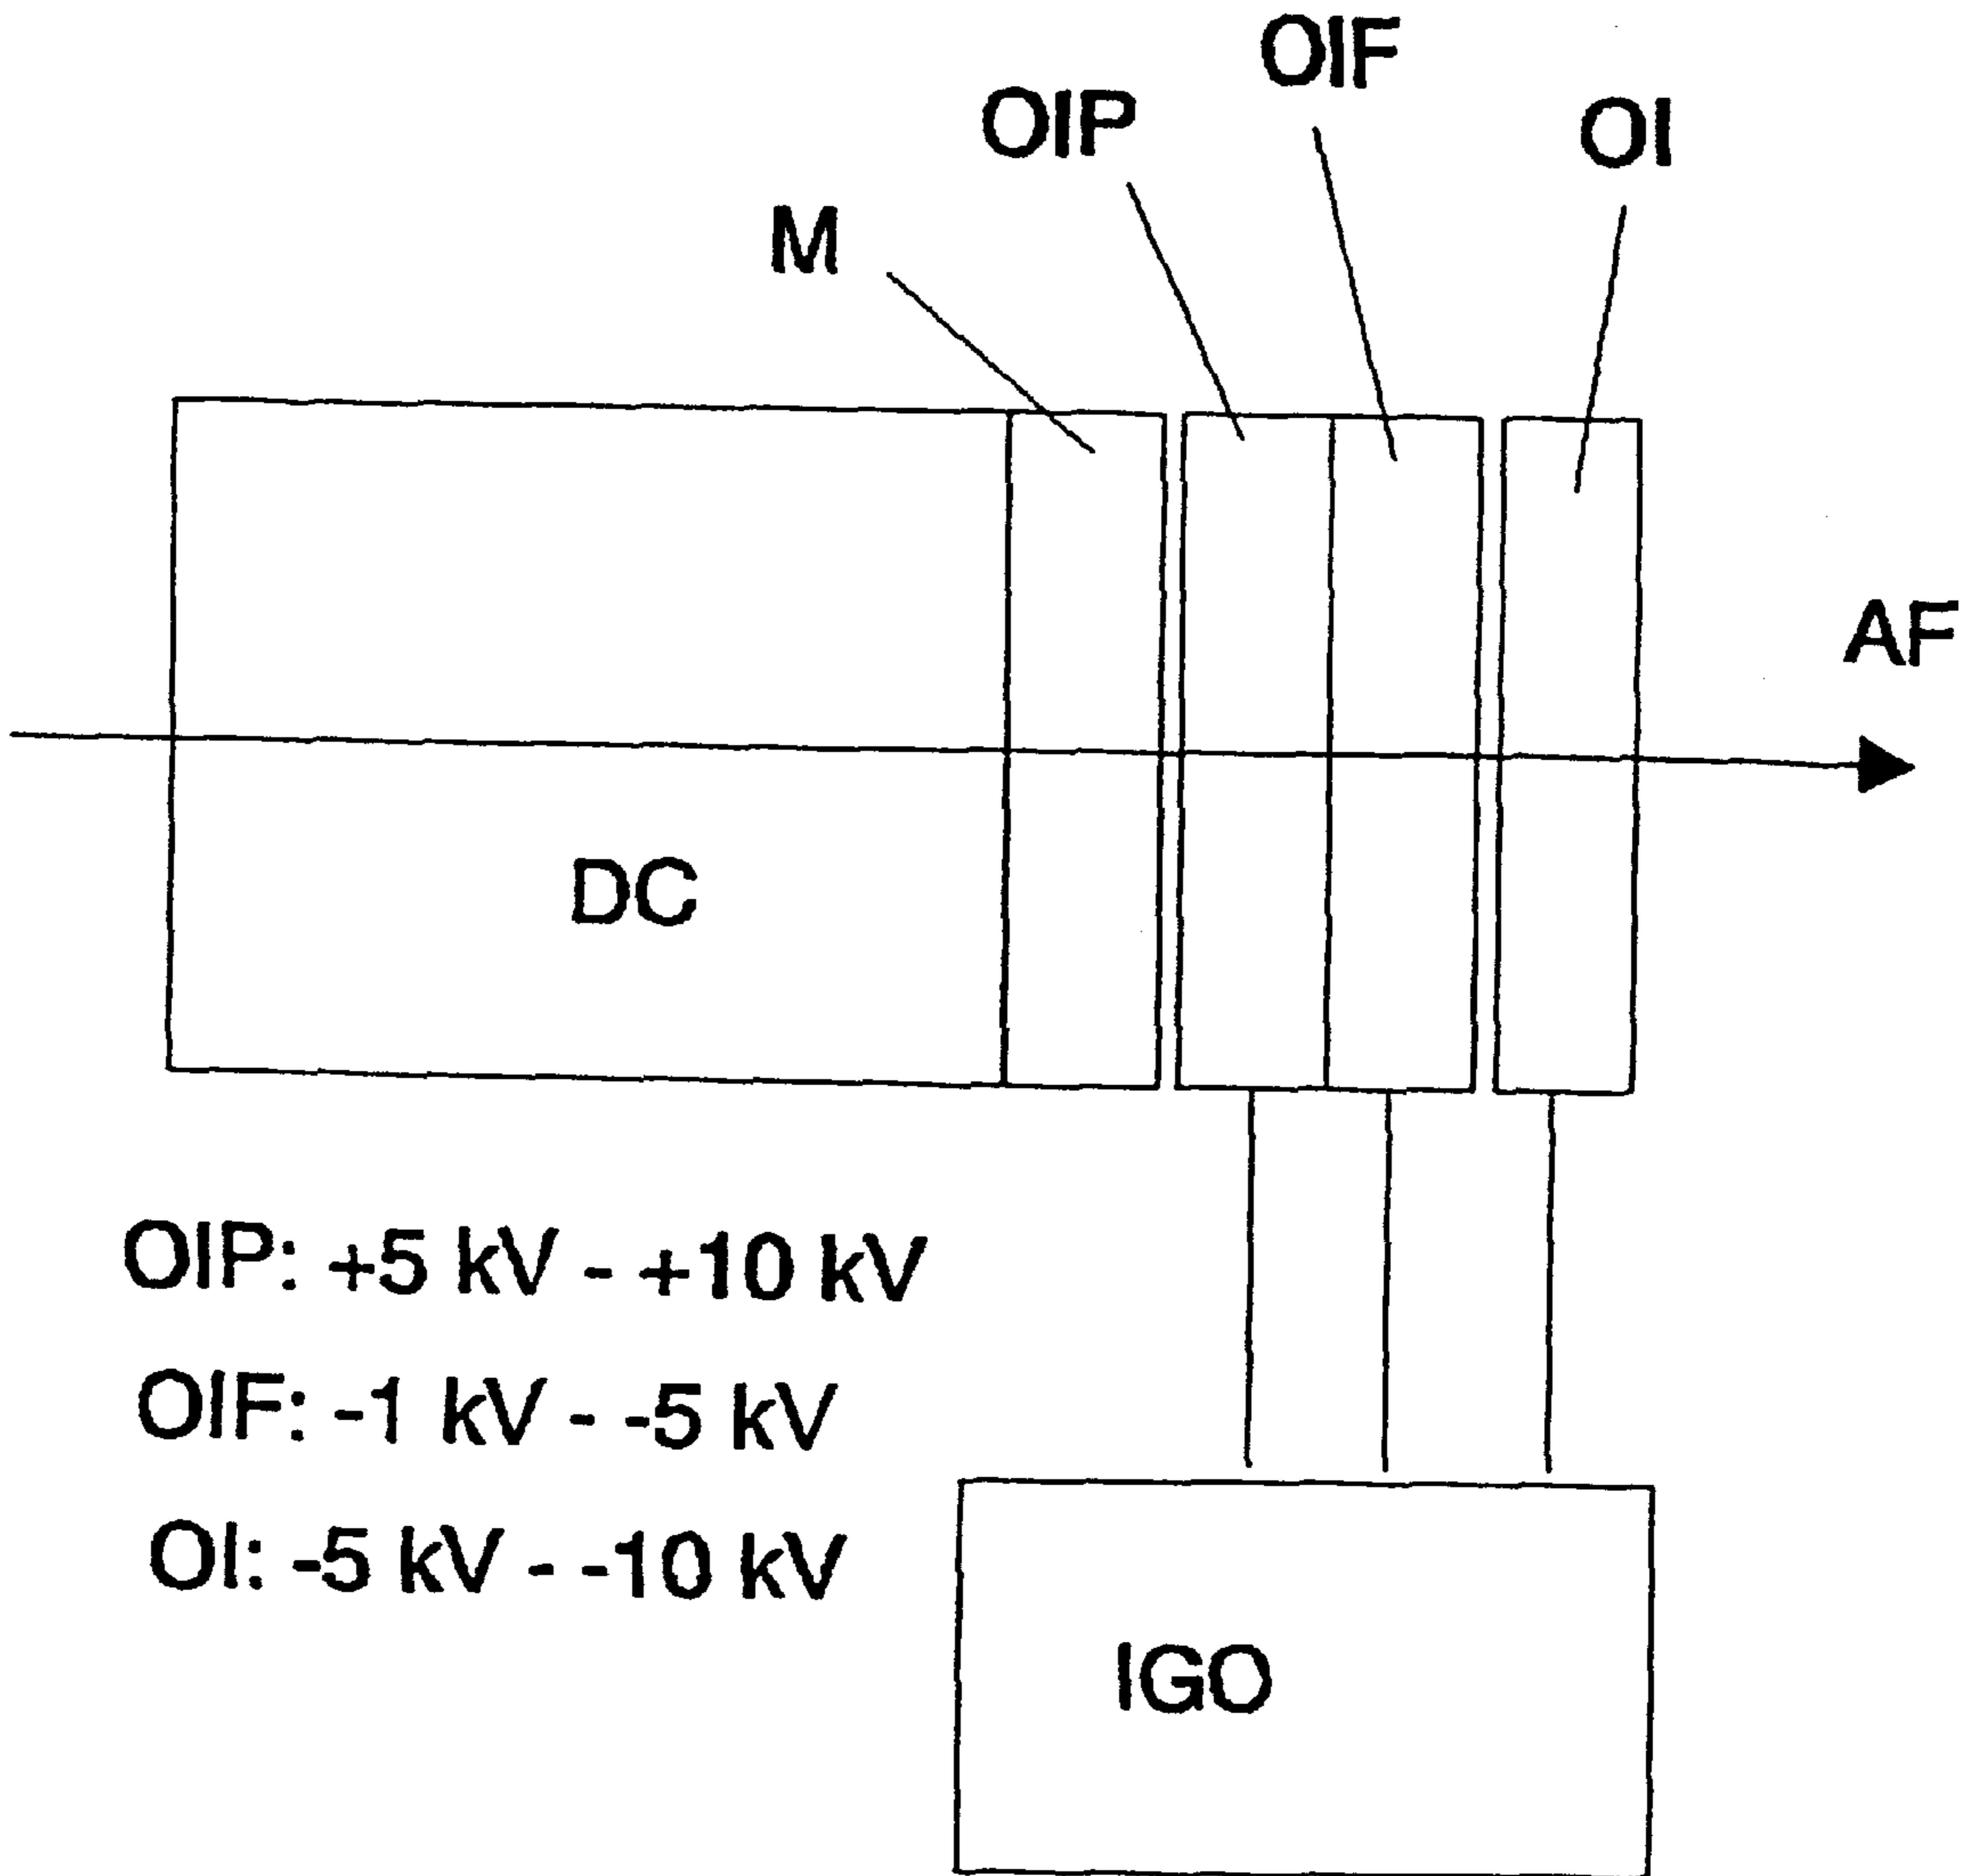 OIF
OIP
OI
M
AF
DC
OIP: +5 kV - +10 kV
OIF: -1 kV - -5 kV
OI: -5 kV - -10 kV
IGO